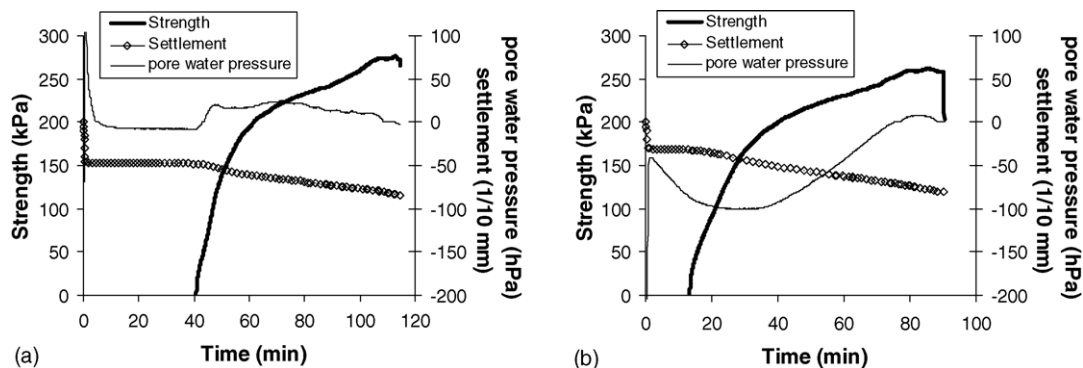 Strength
Settlement
pore water pressure
300
250
200
150
100
50
0
100
50
0
-50
-100
-150
-200
0
20
40
60
80
100
120
Strength (kPa)
pore water pressure (hPa)
settlement (1/10 mm)
Time (min)
(a)
Strength
Settlement
pore water pressure
300
250
200
150
100
50
0
100
50
0
-50
-100
-150
-200
0
20
40
60
80
100
Strength (kPa)
pore water pressure (hPa)
settlement (1/10 mm)
Time (min)
(b)